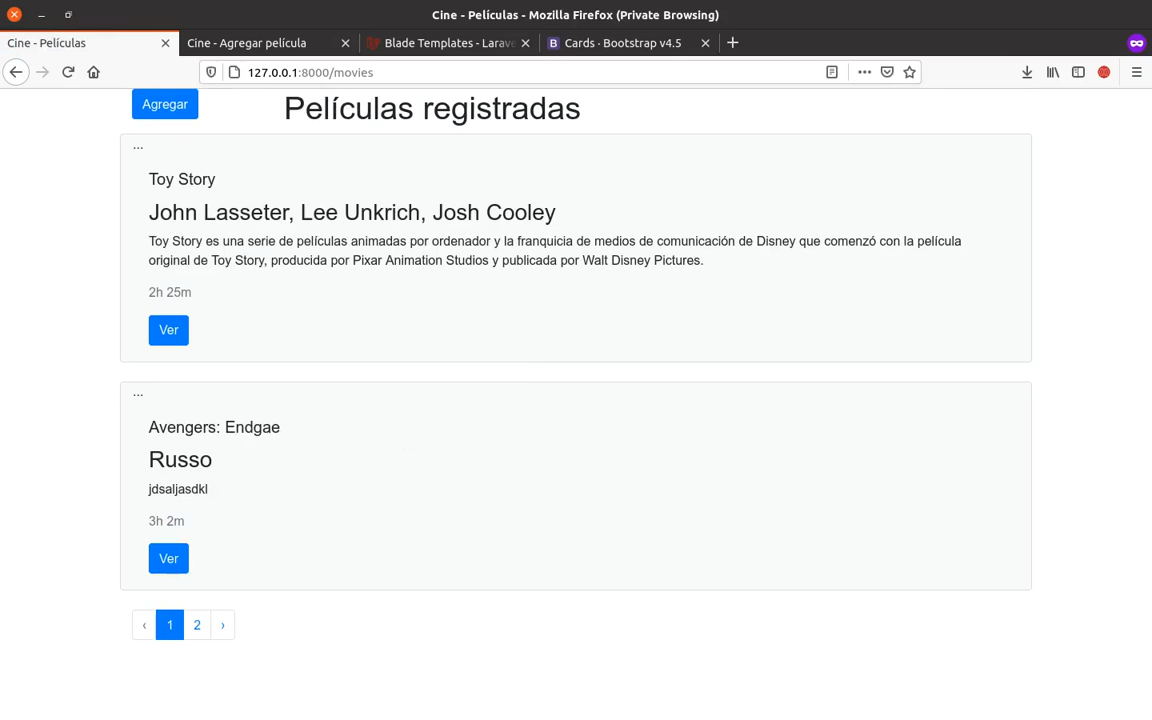 Cine - Películas - Mozilla Firefox (Private Browsing)
Cine - Películas
Cine - Agregar película
Blade Templates - Larave
Cards · Bootstrap v4.5
127.0.0.1:8000/movies
Agregar
Películas registradas
...
Toy Story
John Lasseter, Lee Unkrich, Josh Cooley
Toy Story es una serie de películas animadas por ordenador y la franquicia de medios de comunicación de Disney que comenzó con la película
original de Toy Story, producida por Pixar Animation Studios y publicada por Walt Disney Pictures.
2h 25m
Ver
...
Avengers: Endgae
Russo
jdsaljasdkl
3h 2m
Ver
‹ 1 2 ›